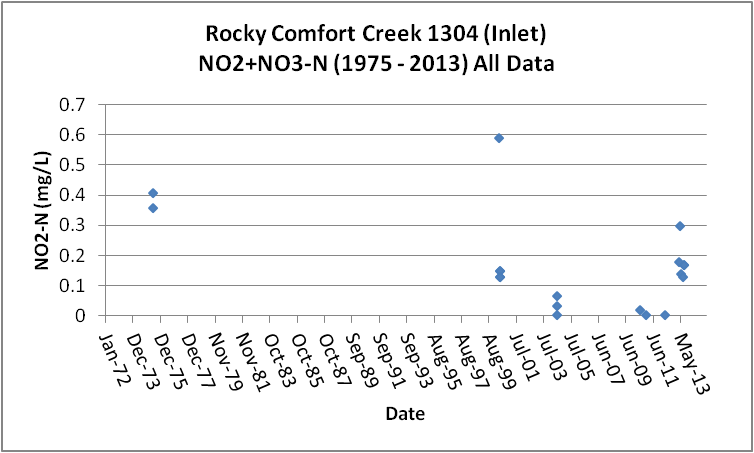 Rocky Comfort Creek 1304 (Inlet)
NO2+NO3-N (1975 - 2013) All Data
NO2-N (mg/L)
0.7
0.6
0.5
0.4
0.3
0.2
0.1
0
Jan-72
Dec-73
Dec-75
Dec-77
Nov-79
Nov-81
Oct-83
Oct-85
Oct-87
Sep-89
Sep-91
Sep-93
Aug-95
Aug-97
Aug-99
Jul-01
Jul-03
Jul-05
Jun-07
Jun-09
Jun-11
May-13
Date